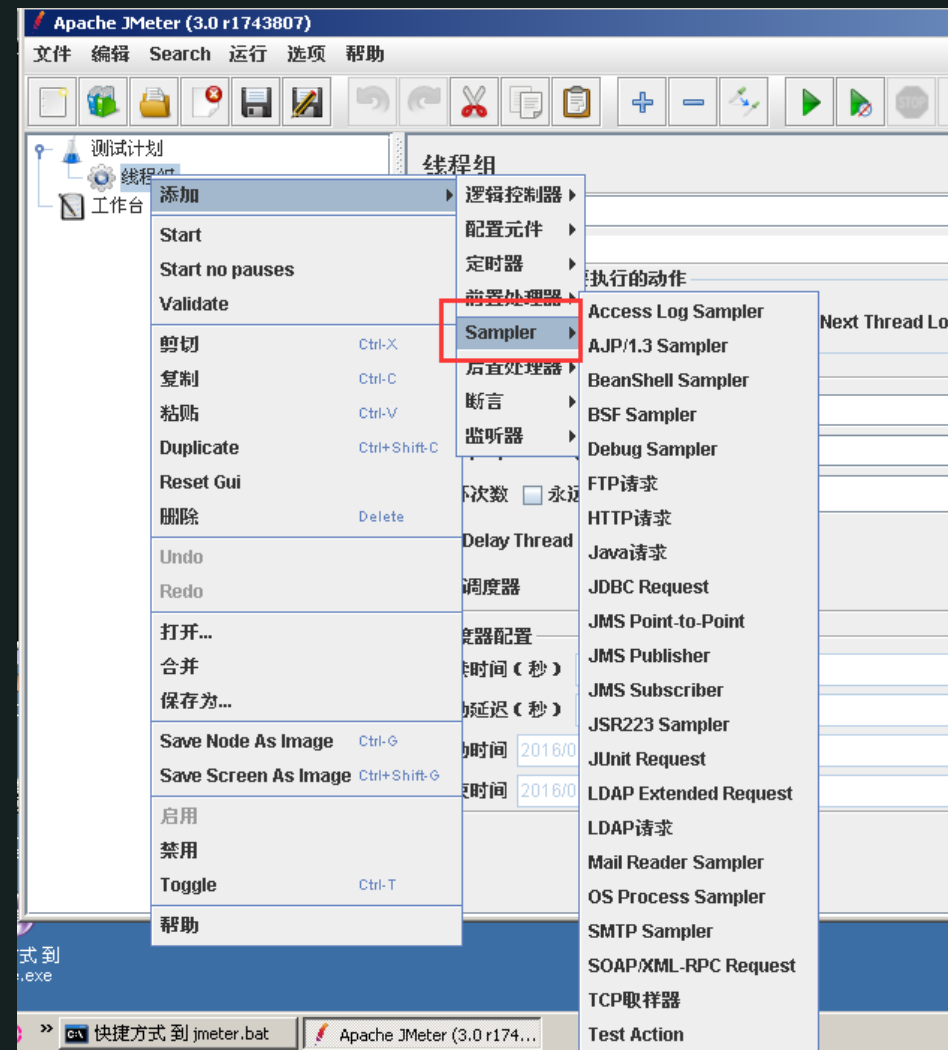 Apache JMeter (3.0 r1743807)
文件 编辑 Search 运行 选项 帮助
STOP
测试计划
线程组
工作台
线程组
添加
Start
Start no pauses
Validate
剪切 Ctrl-X
复制 Ctrl-C
粘贴 Ctrl-V
Duplicate Ctrl+Shift-C
Reset Gui
删除 Delete
Undo
Redo
打开...
合并
保存为...
Save Node As Image Ctrl-G
Save Screen As Image Ctrl+Shift-G
启用
禁用
Toggle Ctrl-T
帮助
逻辑控制器
配置元件
定时器
前置处理器
Sampler
后置处理器
断言
监听器
执行的动作
Next Thread Lo
次数 永远
Delay Thread
调度器
器配置
时间（秒）
延迟（秒）
时间 2016/0
时间 2016/0
Access Log Sampler
AJP/1.3 Sampler
BeanShell Sampler
BSF Sampler
Debug Sampler
FTP请求
HTTP请求
Java请求
JDBC Request
JMS Point-to-Point
JMS Publisher
JMS Subscriber
JSR223 Sampler
JUnit Request
LDAP Extended Request
LDAP请求
Mail Reader Sampler
OS Process Sampler
SMTP Sampler
SOAP/XML-RPC Request
TCP取样器
Test Action
式 到
.exe
» 快捷方式 到 jmeter.bat
Apache JMeter (3.0 r174...